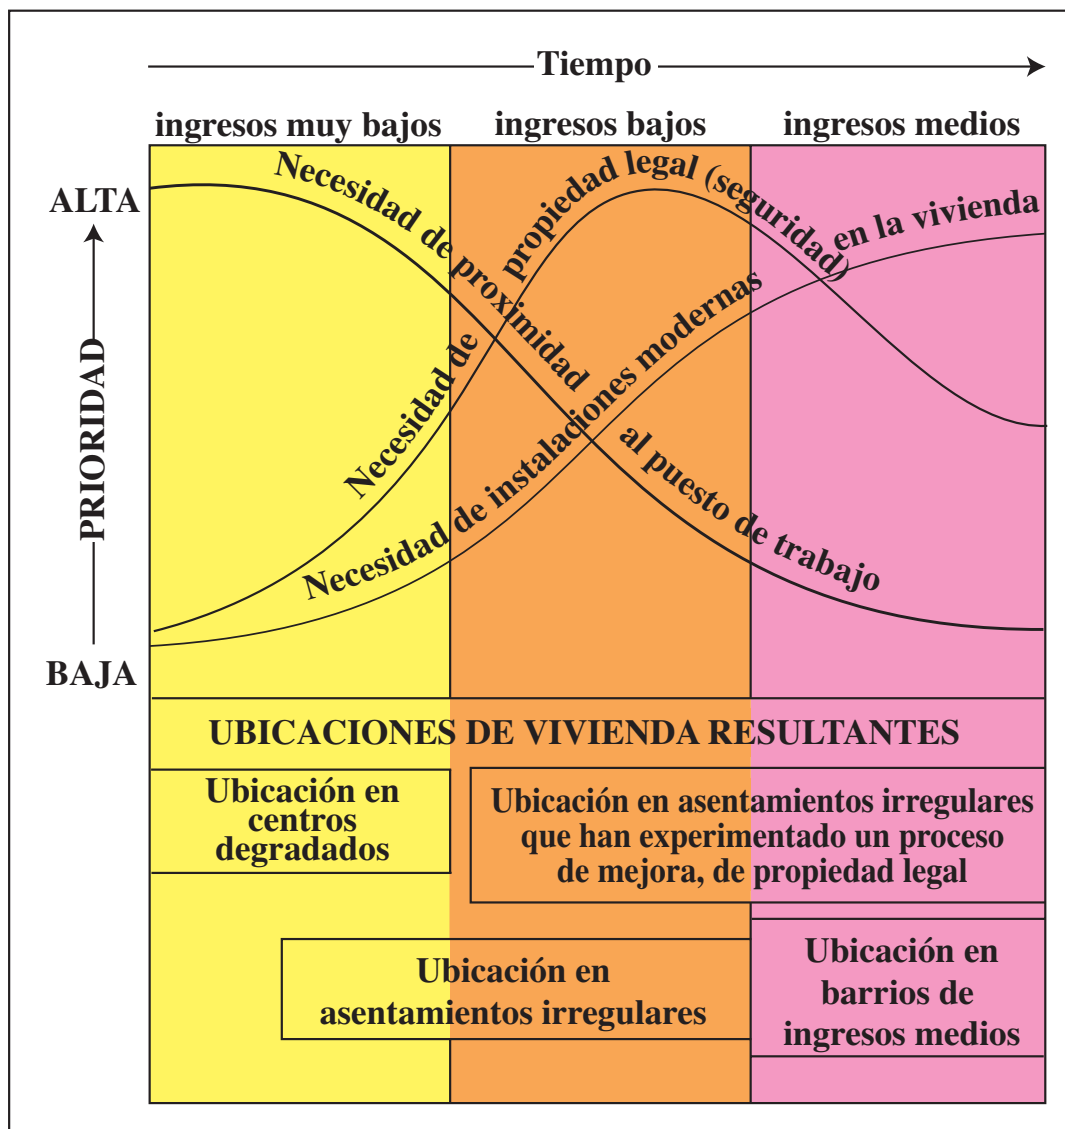 Tiempo
ingresos muy bajos
ingresos bajos
ingresos medios
ALTA
PRIORIDAD
BAJA
Necesidad de proximidad al puesto de trabajo
Necesidad de propiedad legal (seguridad)
Necesidad de instalaciones modernas en la vivienda
UBICACIONES DE VIVIENDA RESULTANTES
Ubicación en
centros
degradados
Ubicación en asentamientos irregulares
que han experimentado un proceso
de mejora, de propiedad legal
Ubicación en
asentamientos irregulares
Ubicación en
barrios de
ingresos medios